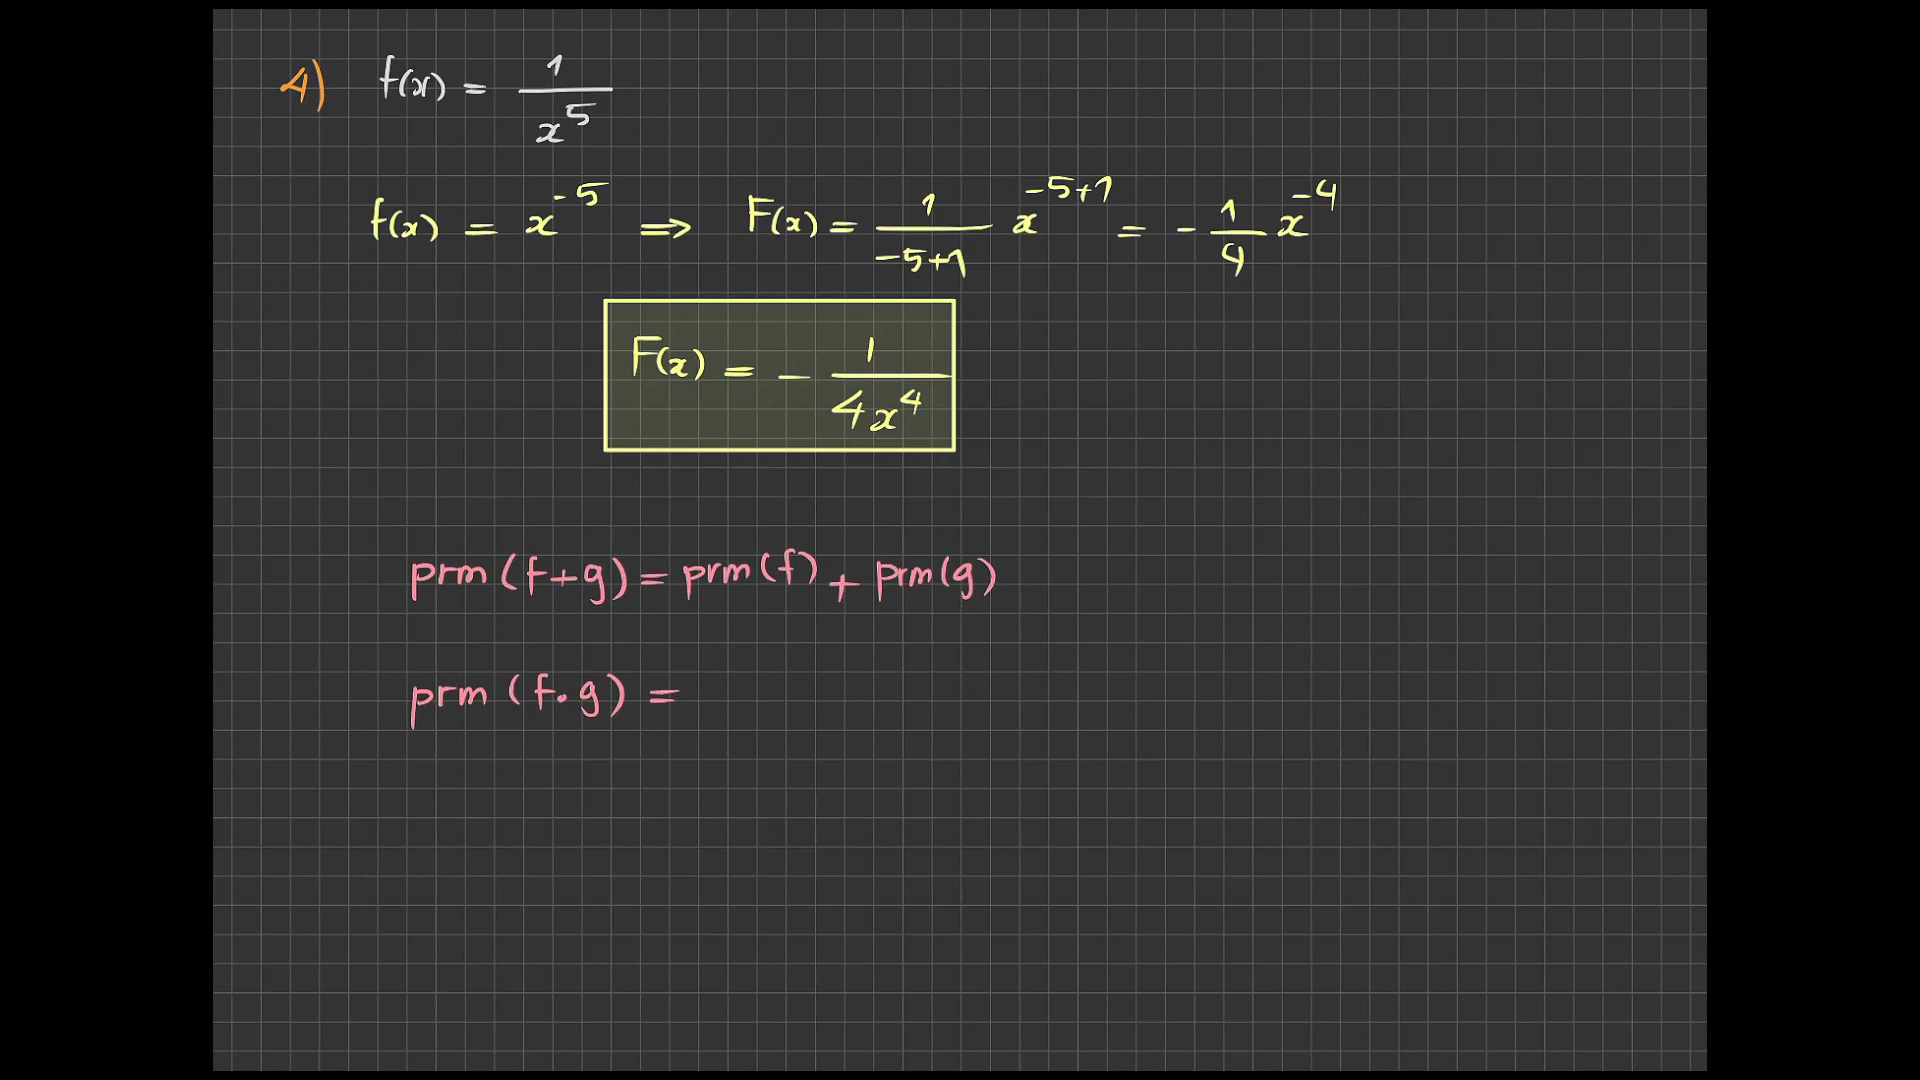 4) f(x) = 1/x^5
f(x) = x^-5 ⇒ F(x) = 1/(-5+1) x^(-5+1) = - 1/4 x^-4
F(x) = - 1/(4x^4)
prm (f+g) = prm(f) + prm(g)
prm (f.g) =